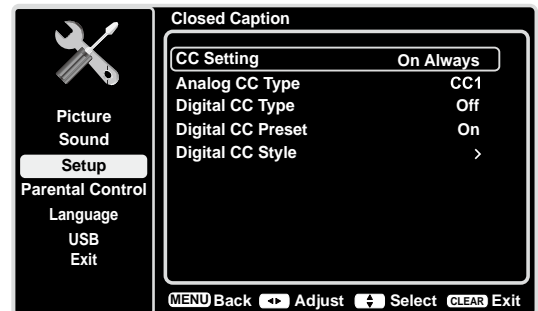 Closed Caption
CC Setting On Always
Analog CC Type CC1
Digital CC Type Off
Digital CC Preset On
Digital CC Style >
Picture
Sound
Setup
Parental Control
Language
USB
Exit
MENU Back Adjust Select CLEAR Exit